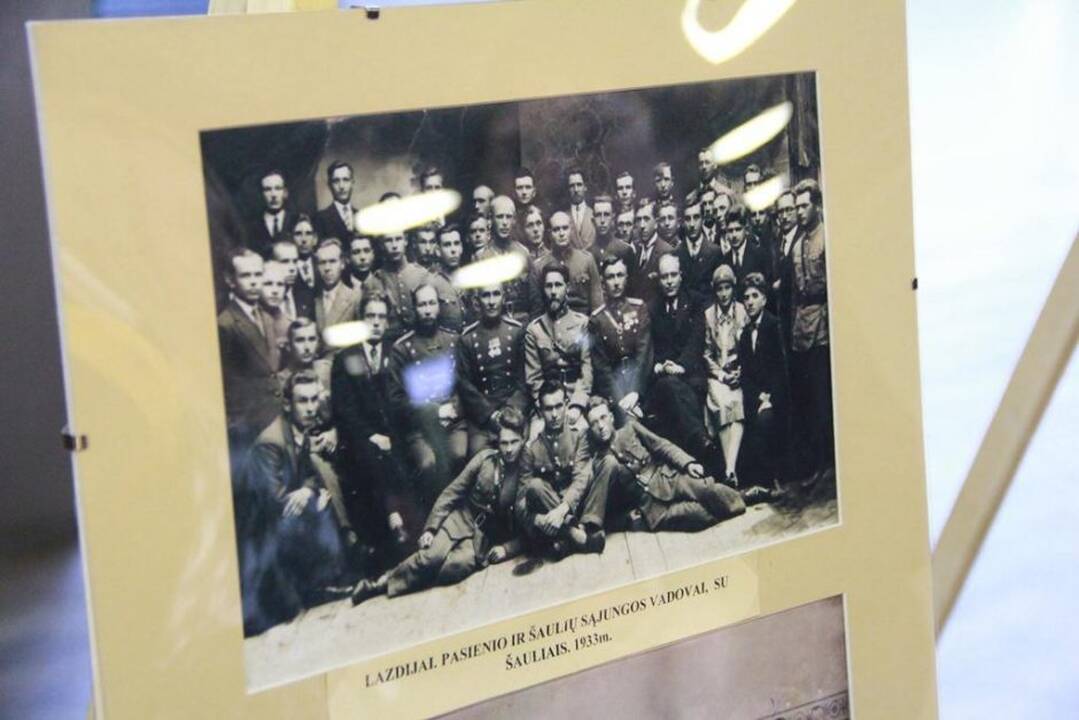 LAZDIJAI. PASIENIO IR ŠAULIŲ SĄJUNGOS VADOVAI, SU
ŠAULIAIS. 1933m.